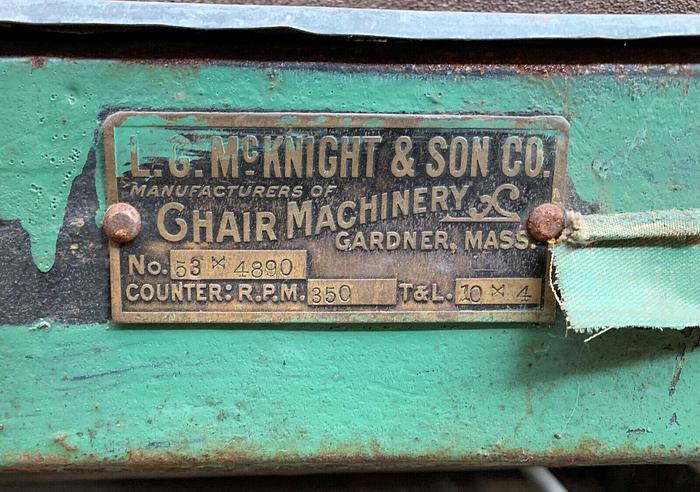 L. G. McKNIGHT & SON CO.
MANUFACTURERS OF
CHAIR MACHINERY
GARDNER, MASS.
No. 53 × 4890
COUNTER: R.P.M. 350 T&L. 10 × 4